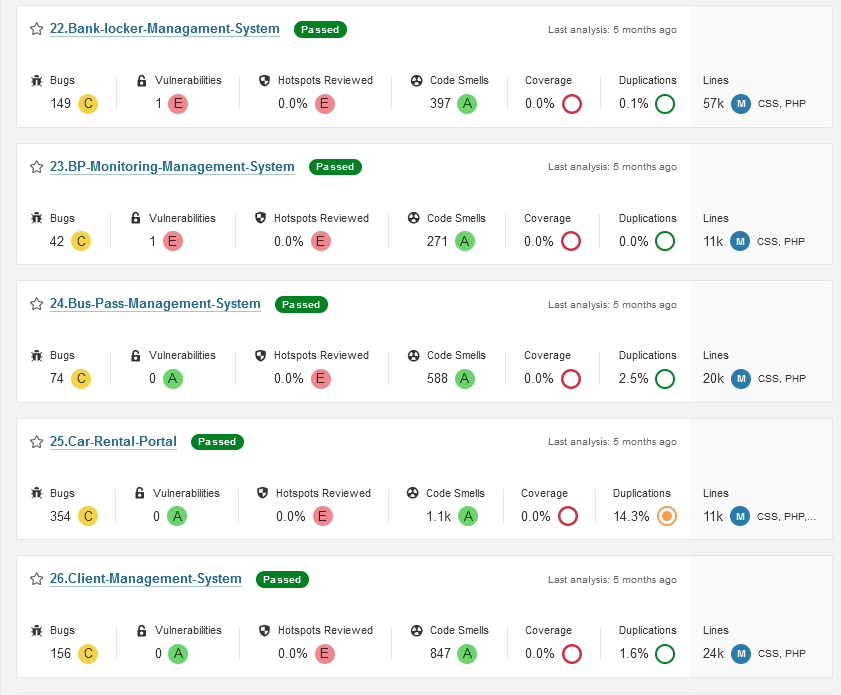 22.Bank-locker-Managament-System Passed Last analysis: 5 months ago
Bugs Vulnerabilities Hotspots Reviewed Code Smells Coverage Duplications Lines
149 C 1 E 0.0% E 397 A 0.0% 0.1% 57k M CSS, PHP
23.BP-Monitoring-Management-System Passed Last analysis: 5 months ago
Bugs Vulnerabilities Hotspots Reviewed Code Smells Coverage Duplications Lines
42 C 1 E 0.0% E 271 A 0.0% 0.0% 11k M CSS, PHP
24.Bus-Pass-Management-System Passed Last analysis: 5 months ago
Bugs Vulnerabilities Hotspots Reviewed Code Smells Coverage Duplications Lines
74 C 0 A 0.0% E 588 A 0.0% 2.5% 20k M CSS, PHP
25.Car-Rental-Portal Passed Last analysis: 5 months ago
Bugs Vulnerabilities Hotspots Reviewed Code Smells Coverage Duplications Lines
354 C 0 A 0.0% E 1.1k A 0.0% 14.3% 11k M CSS, PHP,...
26.Client-Management-System Passed Last analysis: 5 months ago
Bugs Vulnerabilities Hotspots Reviewed Code Smells Coverage Duplications Lines
156 C 0 A 0.0% E 847 A 0.0% 1.6% 24k M CSS, PHP